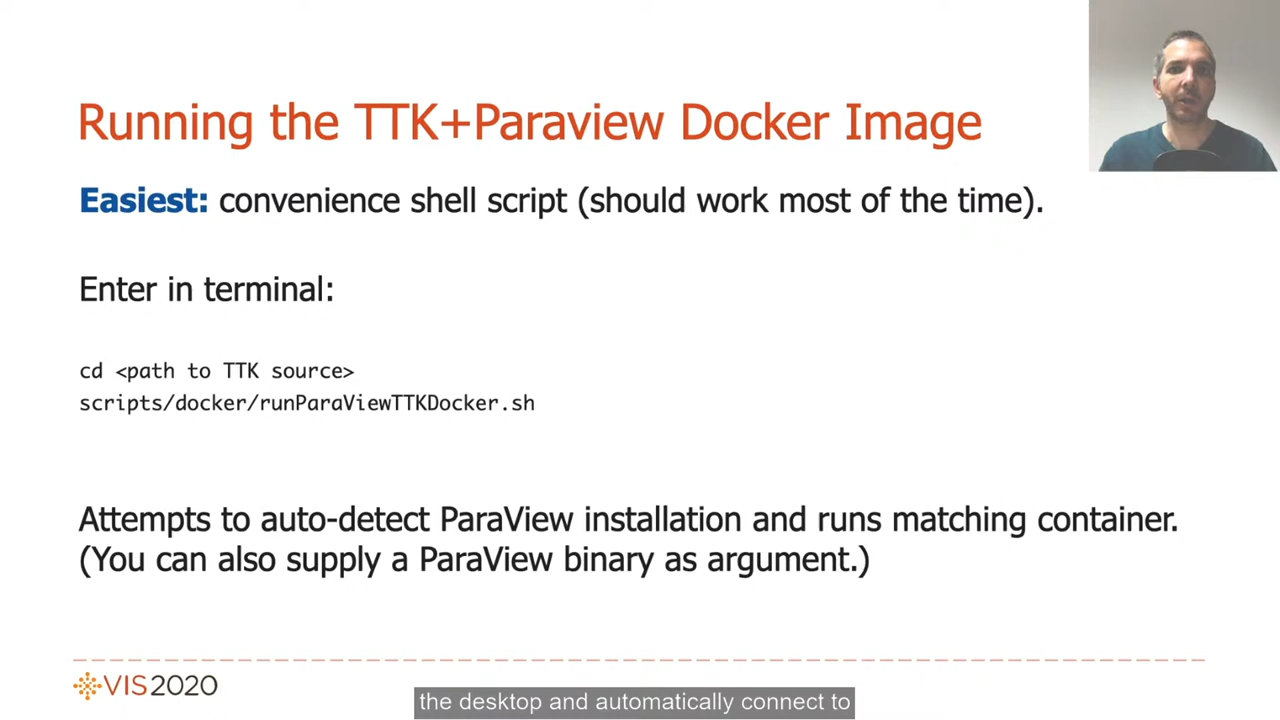 Running the TTK+Paraview Docker Image
Easiest: convenience shell script (should work most of the time).
Enter in terminal:
cd <path to TTK source>
scripts/docker/runParaViewTTKDocker.sh
Attempts to auto-detect ParaView installation and runs matching container.
(You can also supply a ParaView binary as argument.)
VIS2020
the desktop and automatically connect to